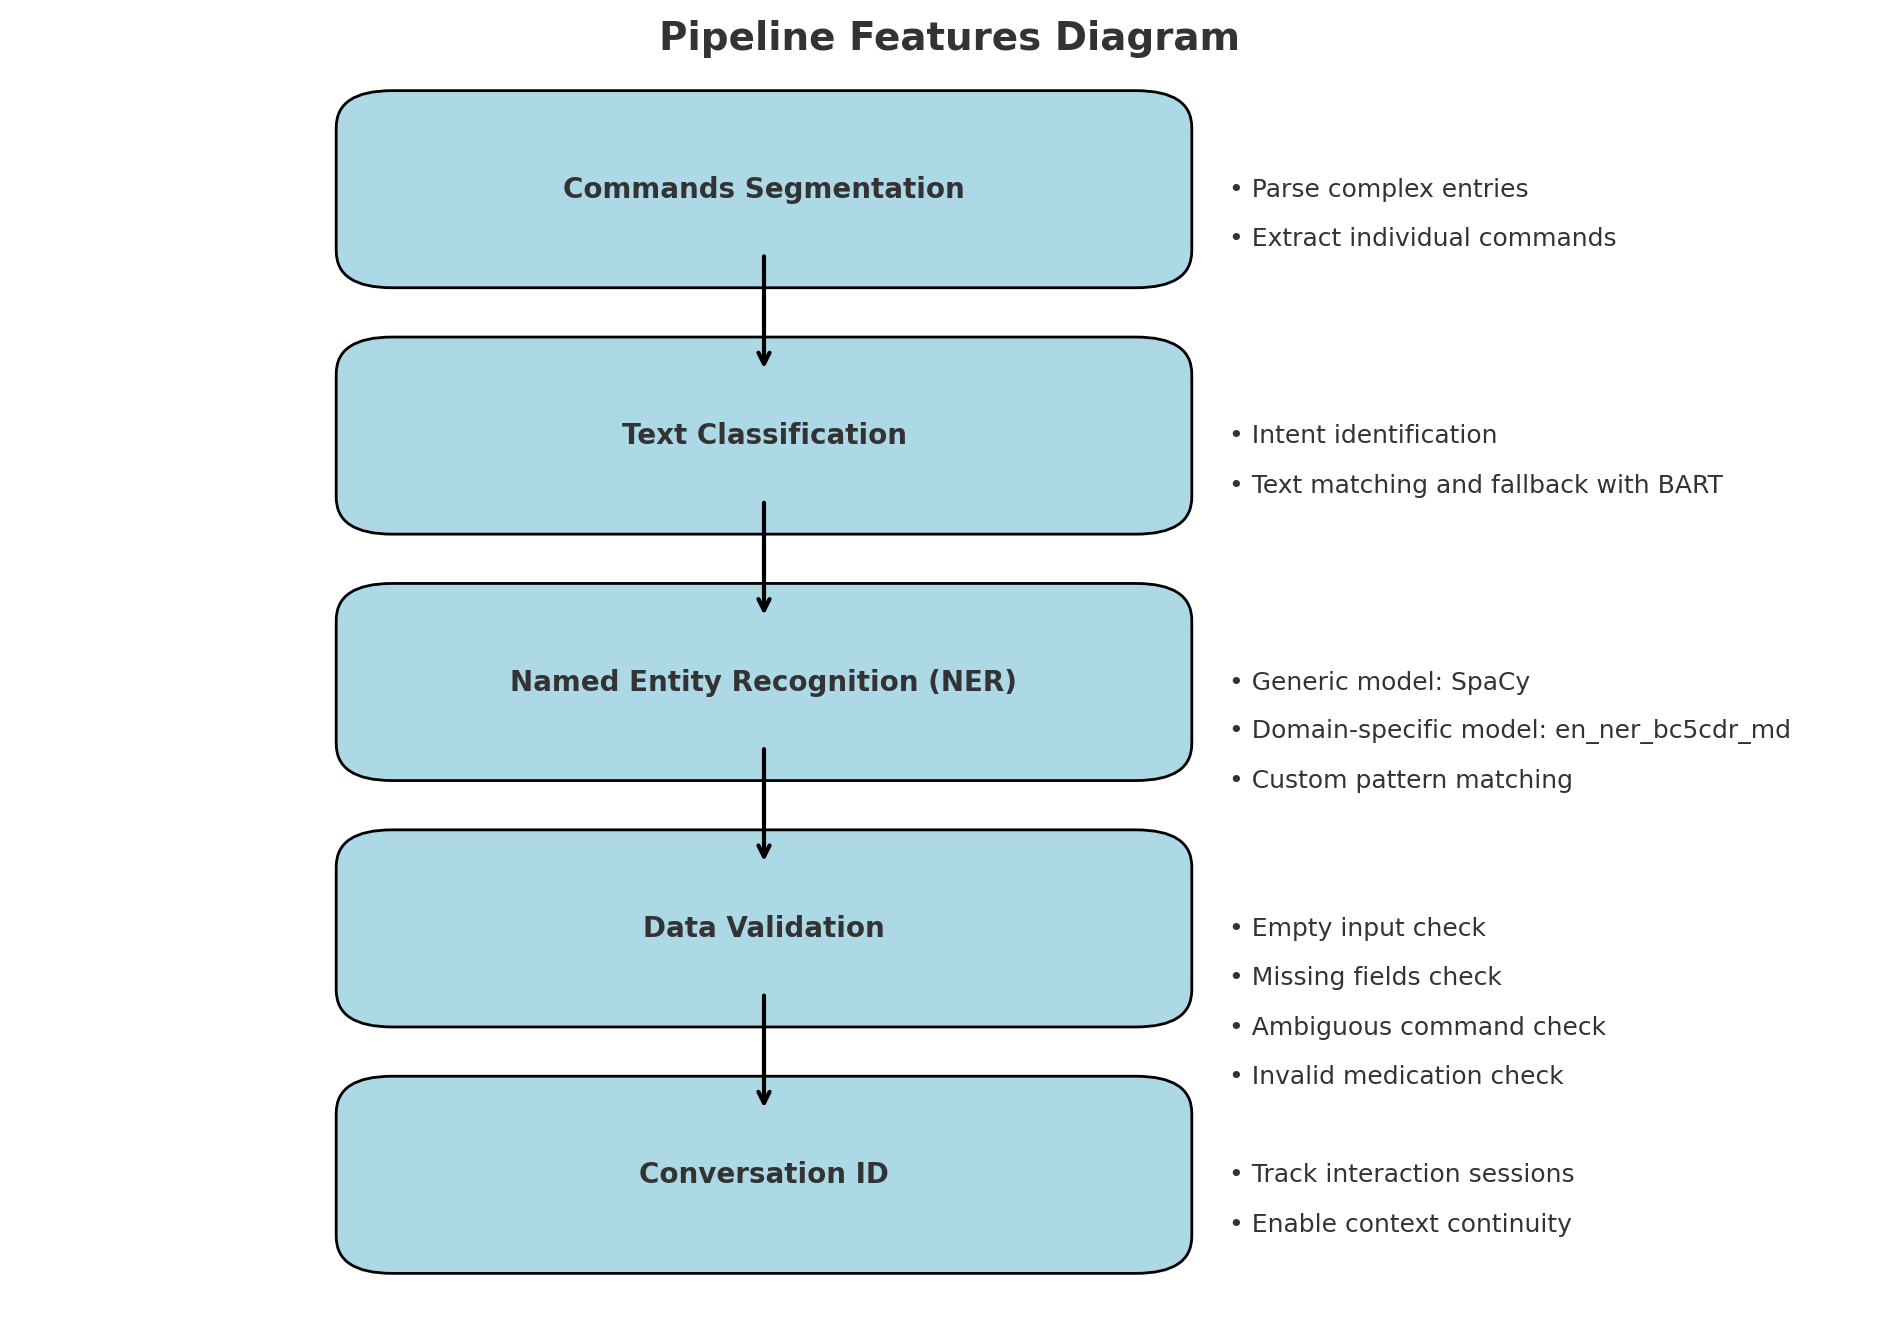 Pipeline Features Diagram
Commands Segmentation
• Parse complex entries
• Extract individual commands
Text Classification
• Intent identification
• Text matching and fallback with BART
Named Entity Recognition (NER)
• Generic model: SpaCy
• Domain-specific model: en_ner_bc5cdr_md
• Custom pattern matching
Data Validation
• Empty input check
• Missing fields check
• Ambiguous command check
• Invalid medication check
Conversation ID
• Track interaction sessions
• Enable context continuity